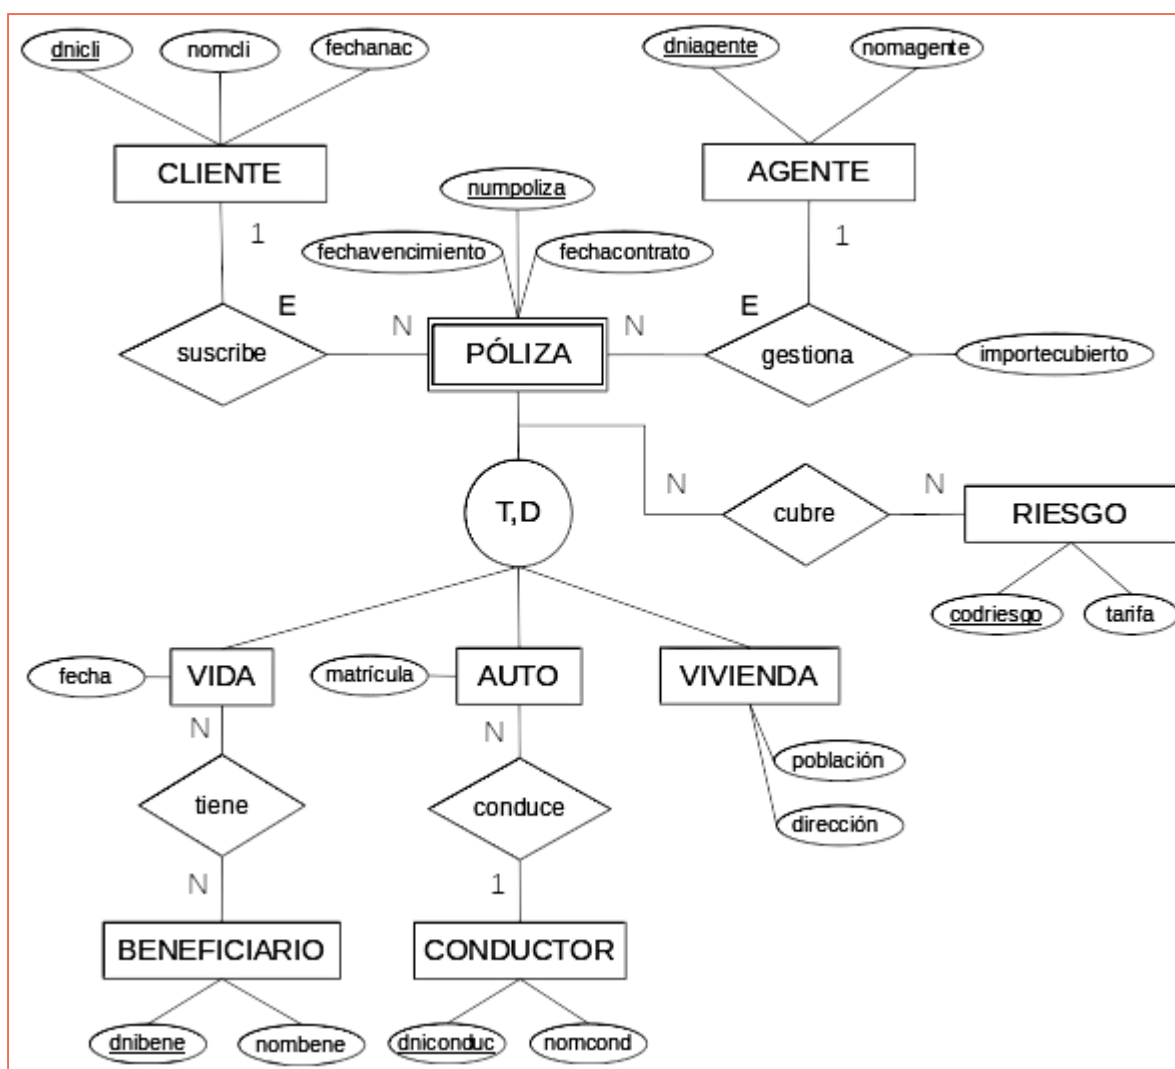 dnicli
nomcli
fechanac
dniagente
nomagente
CLIENTE
AGENTE
numpoliza
1
1
fechavencimiento
fechacontrato
E
N
N
E
suscribe
PÓLIZA
gestiona
importecubierto
T,D
N
N
cubre
RIESGO
codriesgo
tarifa
fecha
VIDA
matrícula
AUTO
VIVIENDA
N
N
población
tiene
conduce
dirección
N
1
BENEFICIARIO
CONDUCTOR
dnibene
nombene
dniconduc
nomcond